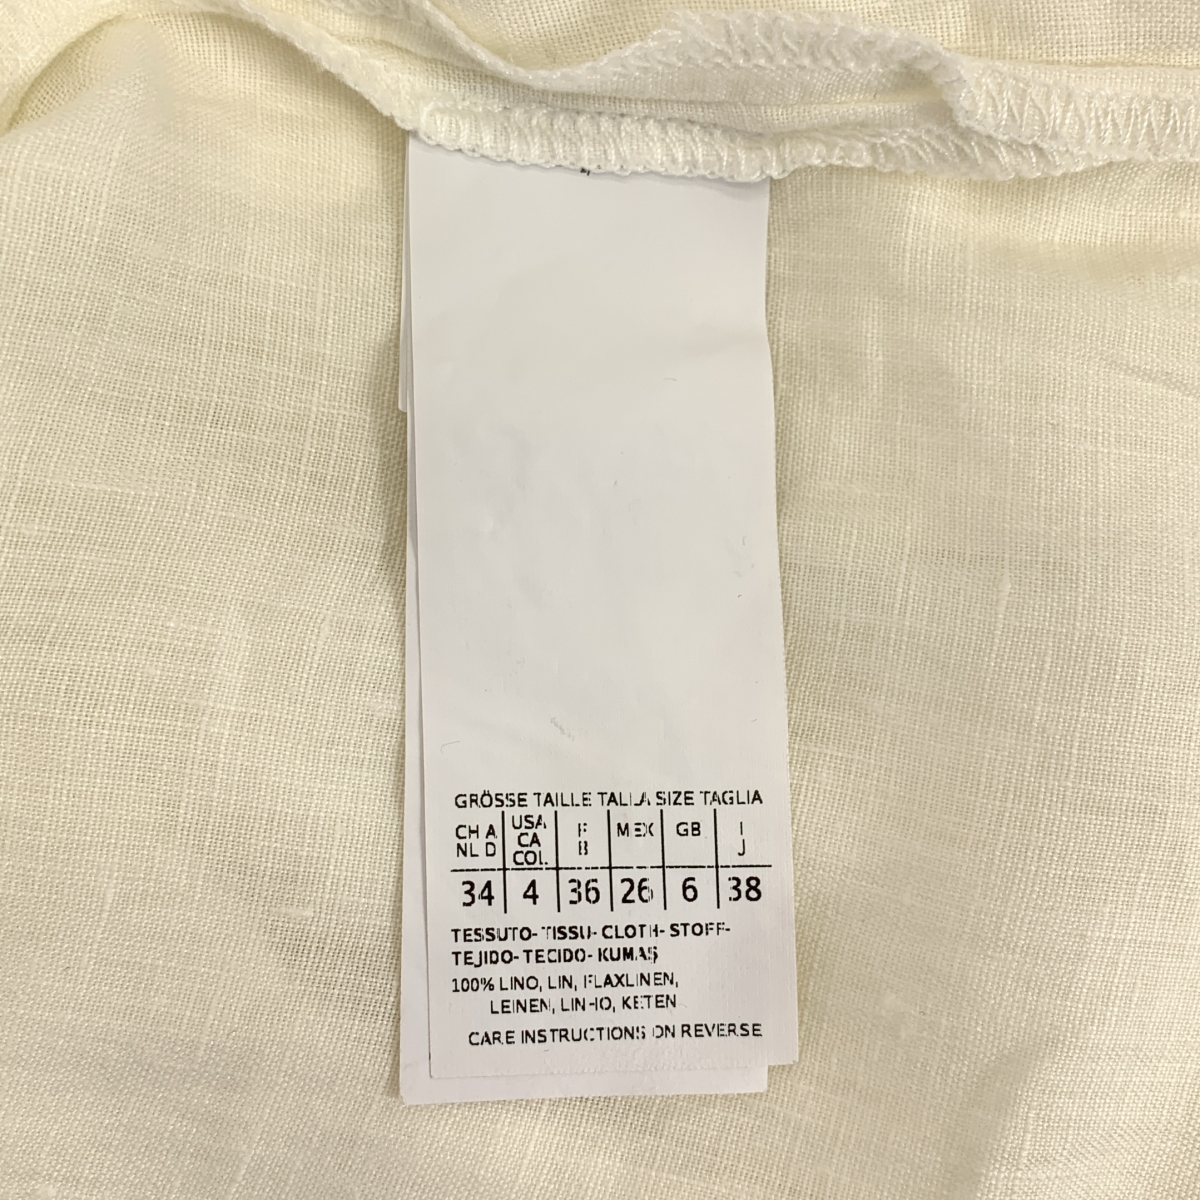 GRÖSSE TAILLE TALLA SIZE TAGLIA
CH A NL D | USA CA COL. | F B | MEX | GB | I J
34 | 4 | 36 | 26 | 6 | 38
TESSUTO- TISSU- CLOTH- STOFF-
TEJIDO- TECIDO- KUMAS
100% LINO, LIN, FLAXLINEN,
LEINEN, LINHO, KETEN
CARE INSTRUCTIONS ON REVERSE